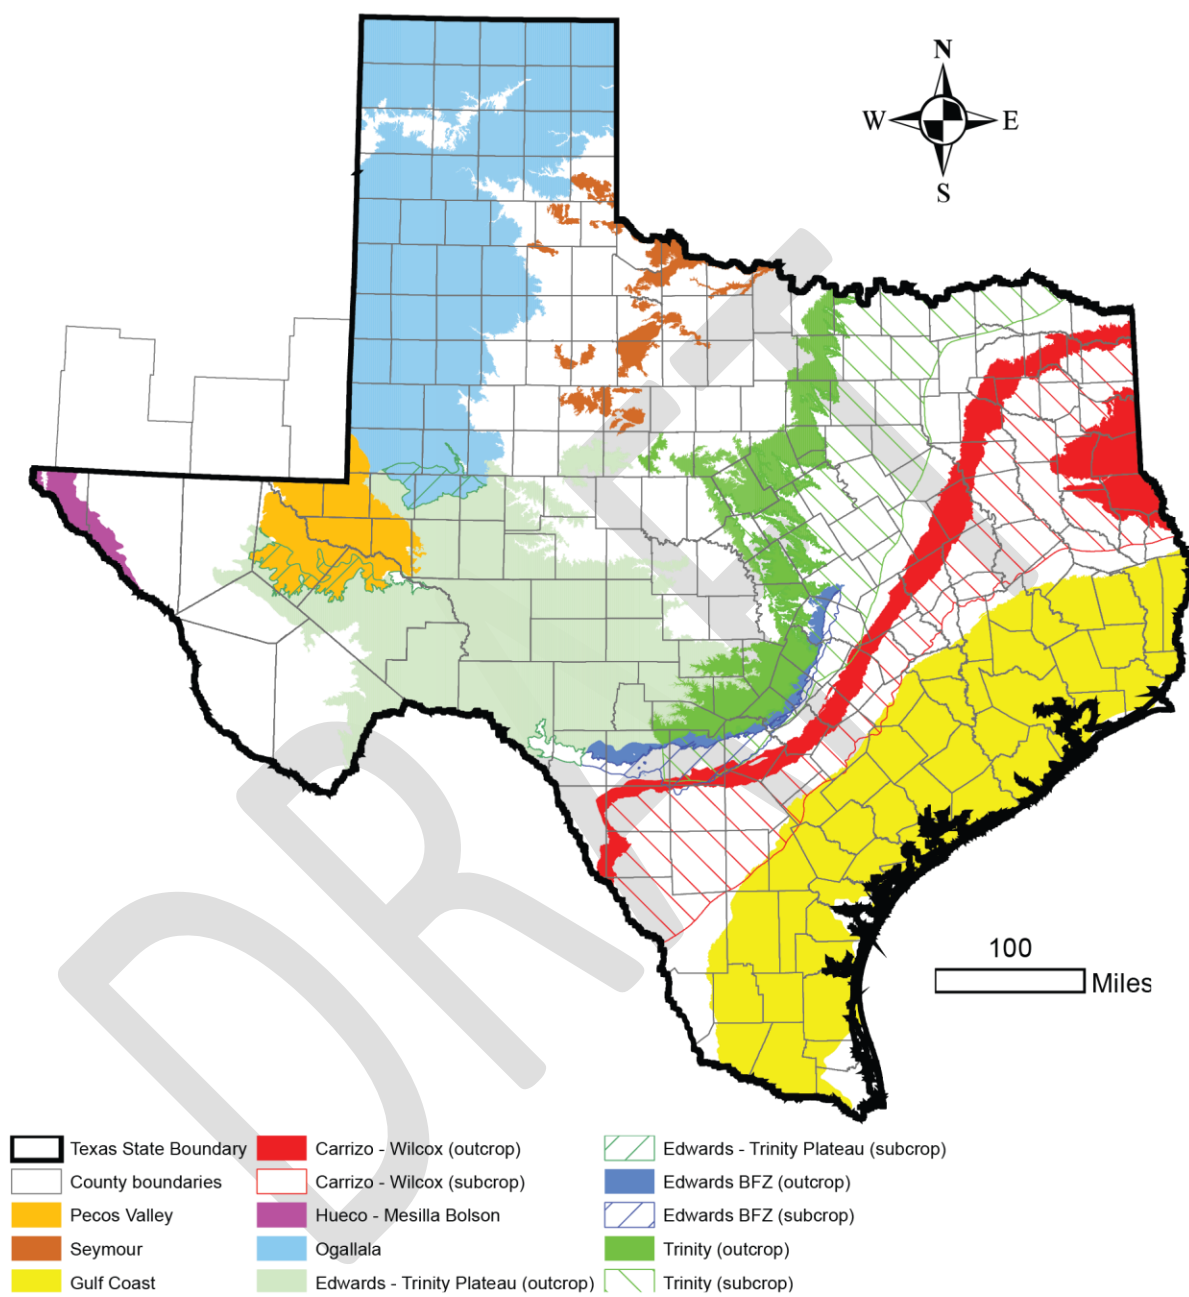 N
W E
S
DRAFT
100
Miles
Texas State Boundary
County boundaries
Pecos Valley
Seymour
Gulf Coast
Carrizo - Wilcox (outcrop)
Carrizo - Wilcox (subcrop)
Hueco - Mesilla Bolson
Ogallala
Edwards - Trinity Plateau (outcrop)
Edwards - Trinity Plateau (subcrop)
Edwards BFZ (outcrop)
Edwards BFZ (subcrop)
Trinity (outcrop)
Trinity (subcrop)